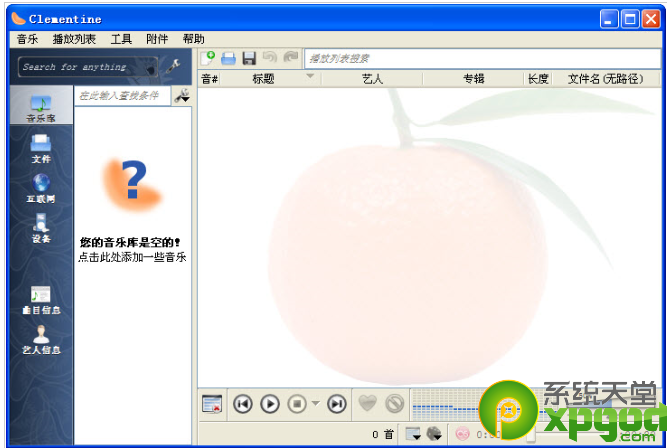 Clementine
音乐 播放列表 工具 附件 帮助
Search for anything
播放列表搜索
音# 标题 艺人 专辑 长度 文件名(无路径)
在此输入查找条件
音乐库
文件
互联网
设备
您的音乐库是空的!
点击此处添加一些音乐
曲目信息
艺人信息
0 首
系统天堂
xpgod
.com